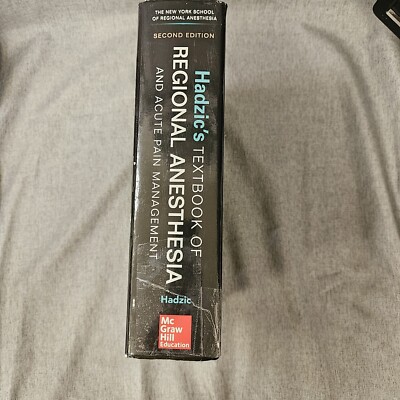 THE NEW YORK SCHOOL
OF REGIONAL ANESTHESIA
SECOND EDITION
Hadzic's TEXTBOOK OF
REGIONAL ANESTHESIA
AND ACUTE PAIN MANAGEMENT
Hadzic
Mc
Graw
Hill
Education